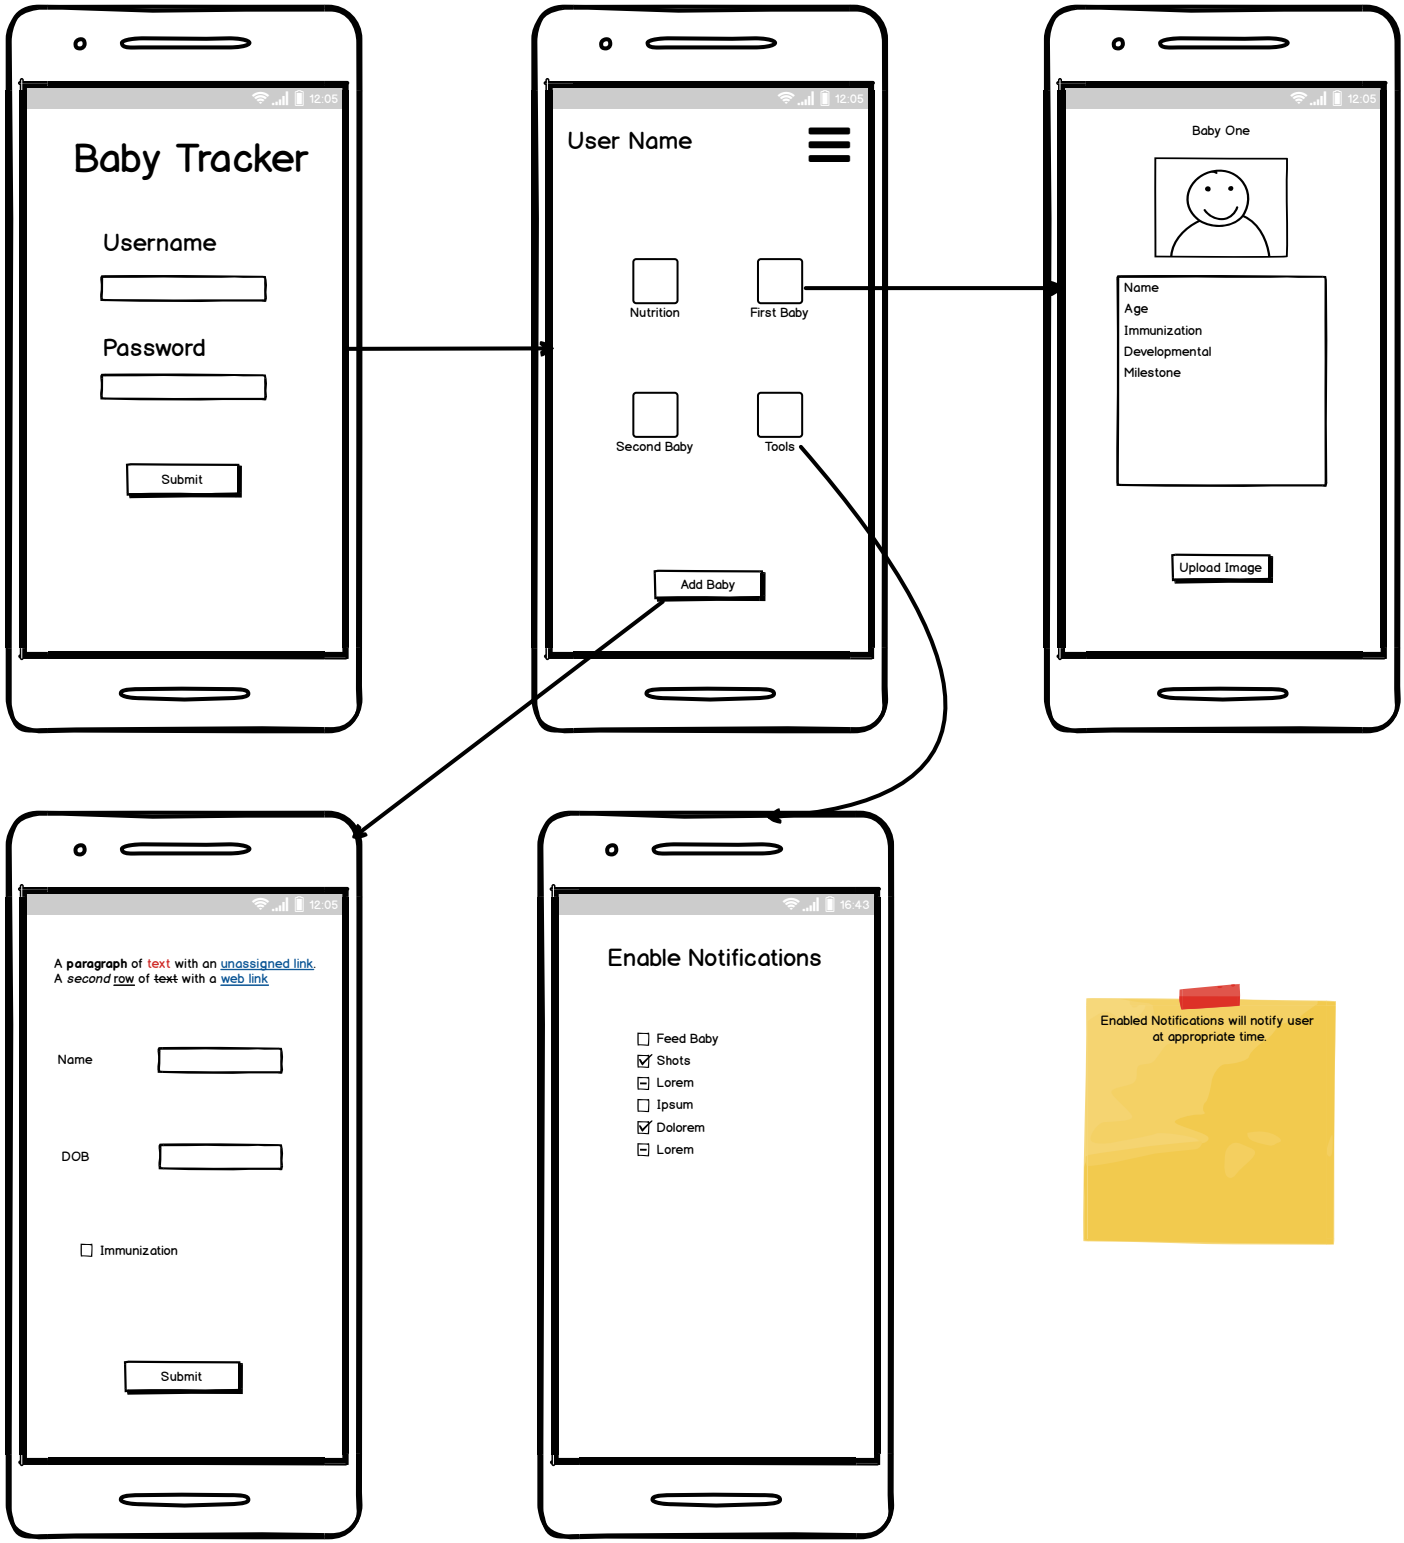 12:05
Baby Tracker
Username
Password
Submit
12:05
User Name
Nutrition
First Baby
Second Baby
Tools
Add Baby
12:05
Baby One
Name
Age
Immunization
Developmental
Milestone
Upload Image
12:05
A paragraph of text with an unassigned link.
A second row of text with a web link
Name
DOB
Immunization
Submit
16:43
Enable Notifications
Feed Baby
Shots
Lorem
Ipsum
Dolorem
Lorem
Enabled Notifications will notify user
at appropriate time.